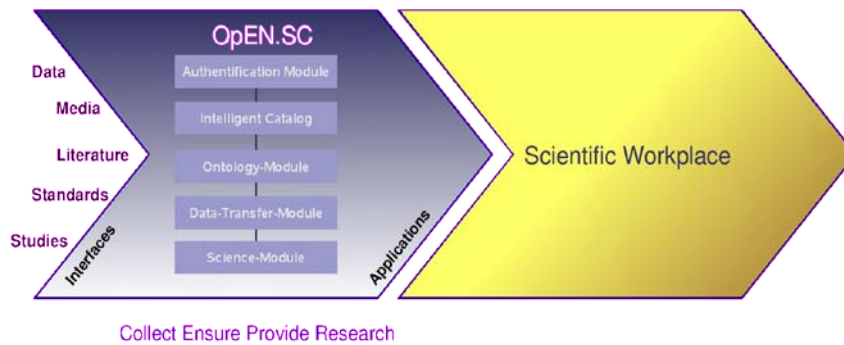 OpEN.SC
Data
Media
Literature
Standards
Studies
Interfaces
Authentification Module
Intelligent Catalog
Ontology-Module
Data-Transfer-Module
Science-Module
Applications
Scientific Workplace
Collect Ensure Provide Research